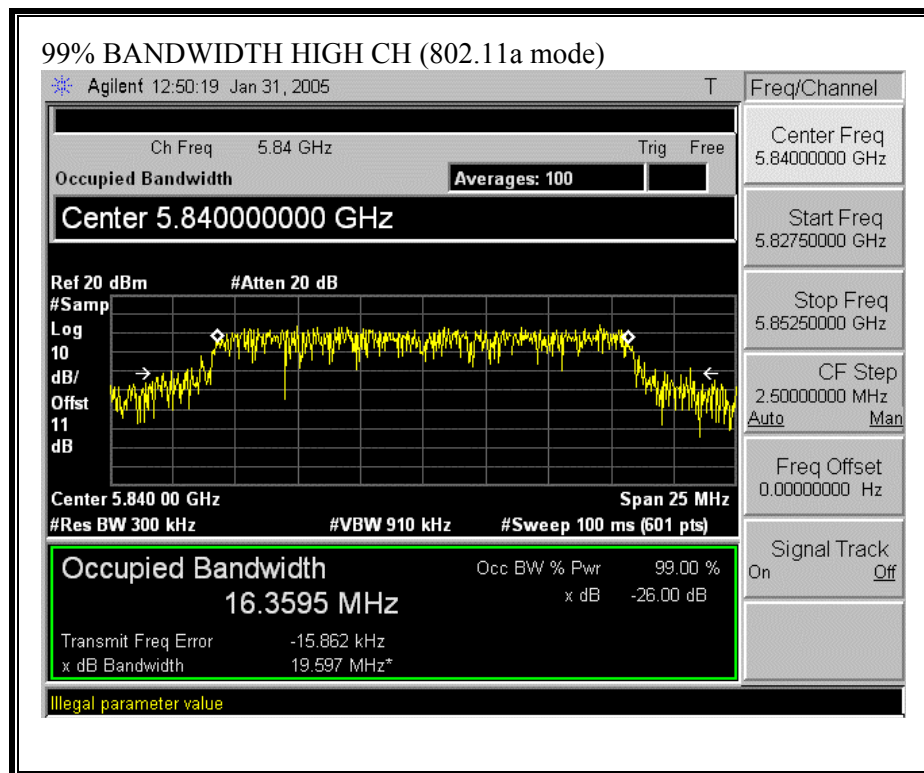 99% BANDWIDTH HIGH CH (802.11a mode)
Agilent 12:50:19 Jan 31, 2005 T
Freq/Channel
Ch Freq 5.84 GHz Trig Free
Occupied Bandwidth Averages: 100
Center 5.840000000 GHz
Ref 20 dBm #Atten 20 dB
#Samp
Log
10
dB/
Offst
11
dB
Center 5.840 00 GHz Span 25 MHz
#Res BW 300 kHz #VBW 910 kHz #Sweep 100 ms (601 pts)
Occupied Bandwidth Occ BW % Pwr 99.00 %
16.3595 MHz x dB -26.00 dB
Transmit Freq Error -15.862 kHz
x dB Bandwidth 19.597 MHz*
Illegal parameter value
Center Freq
5.84000000 GHz
Start Freq
5.82750000 GHz
Stop Freq
5.85250000 GHz
CF Step
2.50000000 MHz
Auto Man
Freq Offset
0.00000000 Hz
Signal Track
On Off